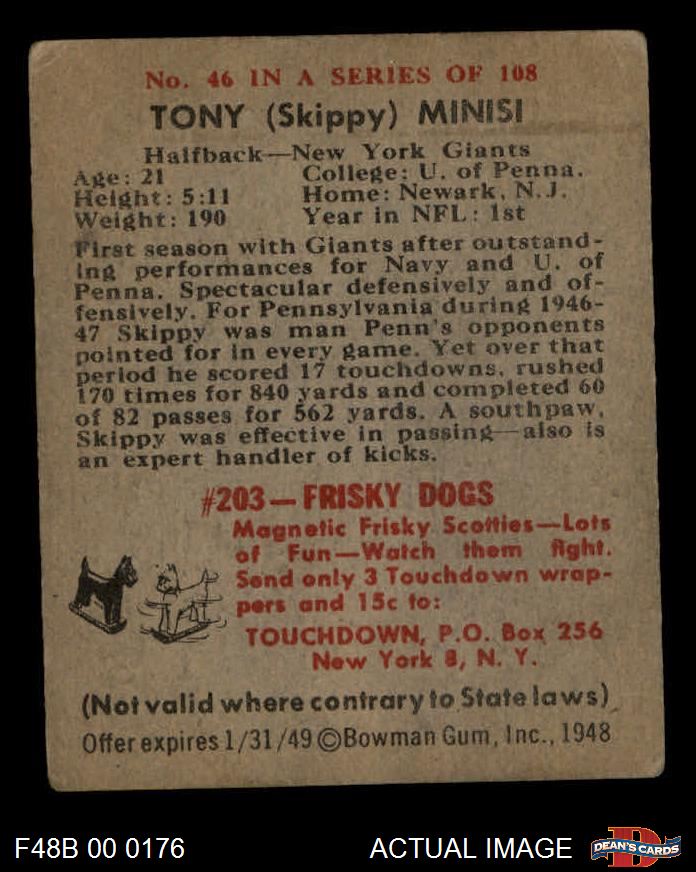 No. 46 IN A SERIES OF 108
TONY (Skippy) MINISI
Halfback—New York Giants
Age: 21 College: U. of Penna.
Height: 5:11 Home: Newark, N.J.
Weight: 190 Year in NFL: 1st
First season with Giants after outstand-
ing performances for Navy and U. of
Penna. Spectacular defensively and of-
fensively. For Pennsylvania during 1946-
47 Skippy was man Penn's opponents
pointed for in every game. Yet over that
period he scored 17 touchdowns, rushed
170 times for 840 yards and completed 60
of 82 passes for 562 yards. A southpaw,
Skippy was effective in passing—also is
an expert handler of kicks.
#203—FRISKY DOGS
Magnetic Frisky Scotties—Lots
of Fun—Watch them fight.
Send only 3 Touchdown wrap-
pers and 15c to:
TOUCHDOWN, P.O. Box 256
New York 8, N. Y.
(Not valid where contrary to State laws)
Offer expires 1/31/49 ©Bowman Gum, Inc., 1948
F48B 00 0176 ACTUAL IMAGE D DEAN'S CARDS